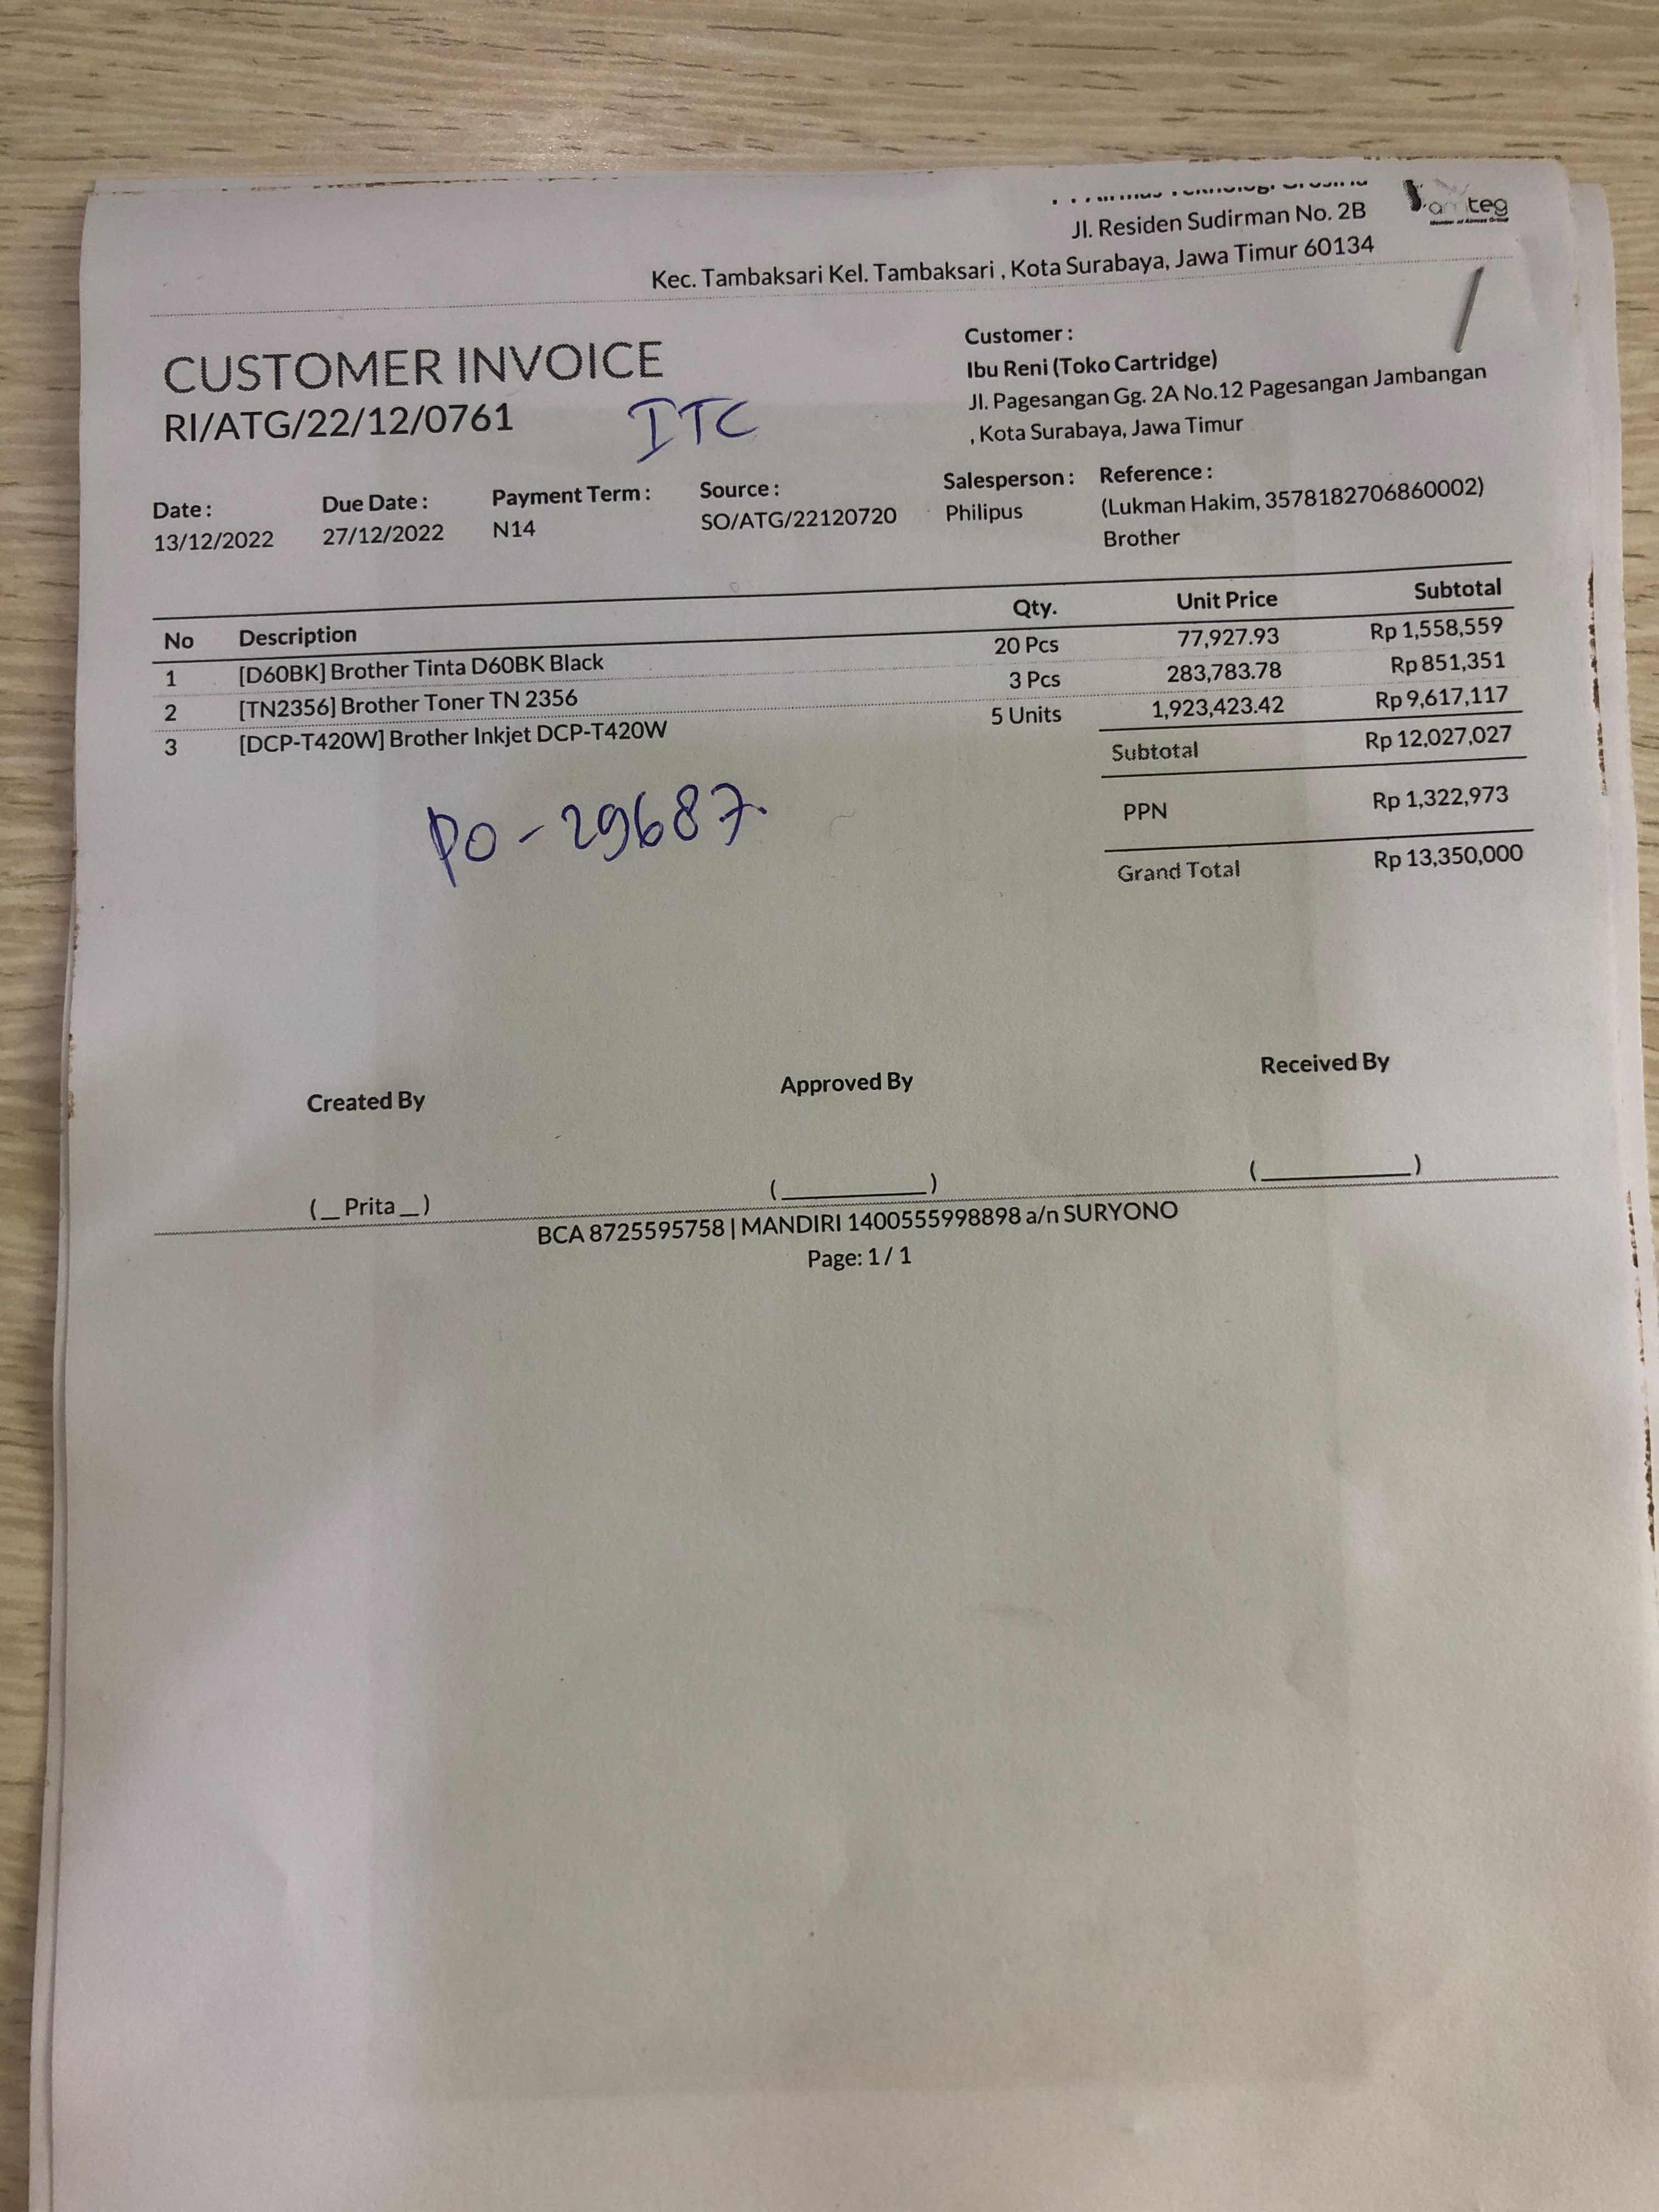 Jl. Residen Sudirman No. 2B
Kec. Tambaksari Kel. Tambaksari , Kota Surabaya, Jawa Timur 60134
teg
CUSTOMER INVOICE
RI/ATG/22/12/0761
ITC
Customer :
Ibu Reni (Toko Cartridge)
Jl. Pagesangan Gg. 2A No.12 Pagesangan Jambangan
, Kota Surabaya, Jawa Timur
Date : Due Date : Payment Term : Source : Salesperson : Reference :
13/12/2022 27/12/2022 N14 SO/ATG/22120720 Philipus (Lukman Hakim, 3578182706860002)
Brother
No Description Qty. Unit Price Subtotal
1 [D60BK] Brother Tinta D60BK Black 20 Pcs 77,927.93 Rp 1,558,559
2 [TN2356] Brother Toner TN 2356 3 Pcs 283,783.78 Rp 851,351
3 [DCP-T420W] Brother Inkjet DCP-T420W 5 Units 1,923,423.42 Rp 9,617,117
Subtotal Rp 12,027,027
PPN Rp 1,322,973
Grand Total Rp 13,350,000
PO - 29687.
Created By Approved By Received By
( _ Prita _ ) (__________) (__________)
BCA 8725595758 | MANDIRI 1400555998898 a/n SURYONO
Page: 1 / 1